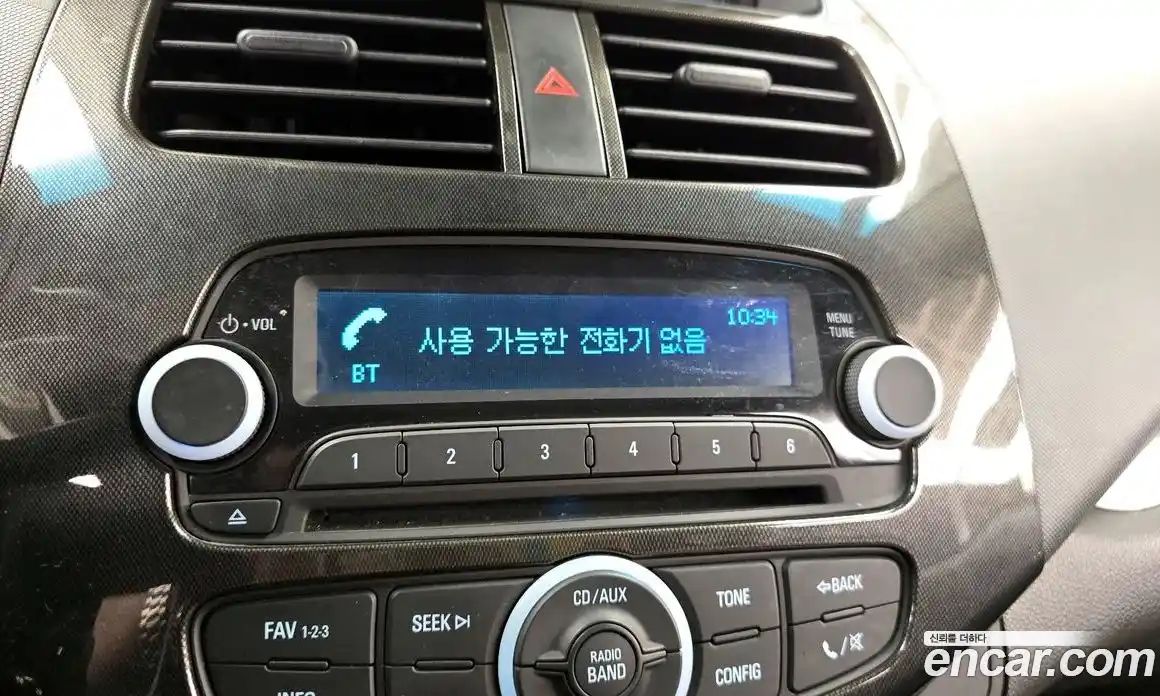 VOL
MENU
TUNE
10:34
사용 가능한 전화기 없음
BT
1 2 3 4 5 6
CD/AUX
TONE
BACK
FAV 1-2-3
SEEK
RADIO
BAND
CONFIG
INFO
신뢰를 더하다
encar.com